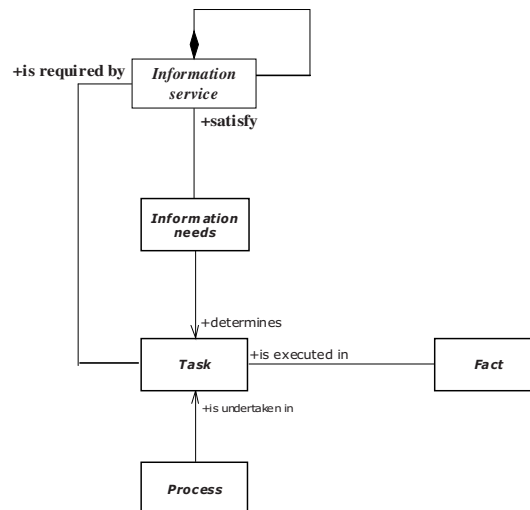 +is required by
Information
service
+satisfy
Information
needs
+determines
+is executed in
Task
Fact
+is undertaken in
Process